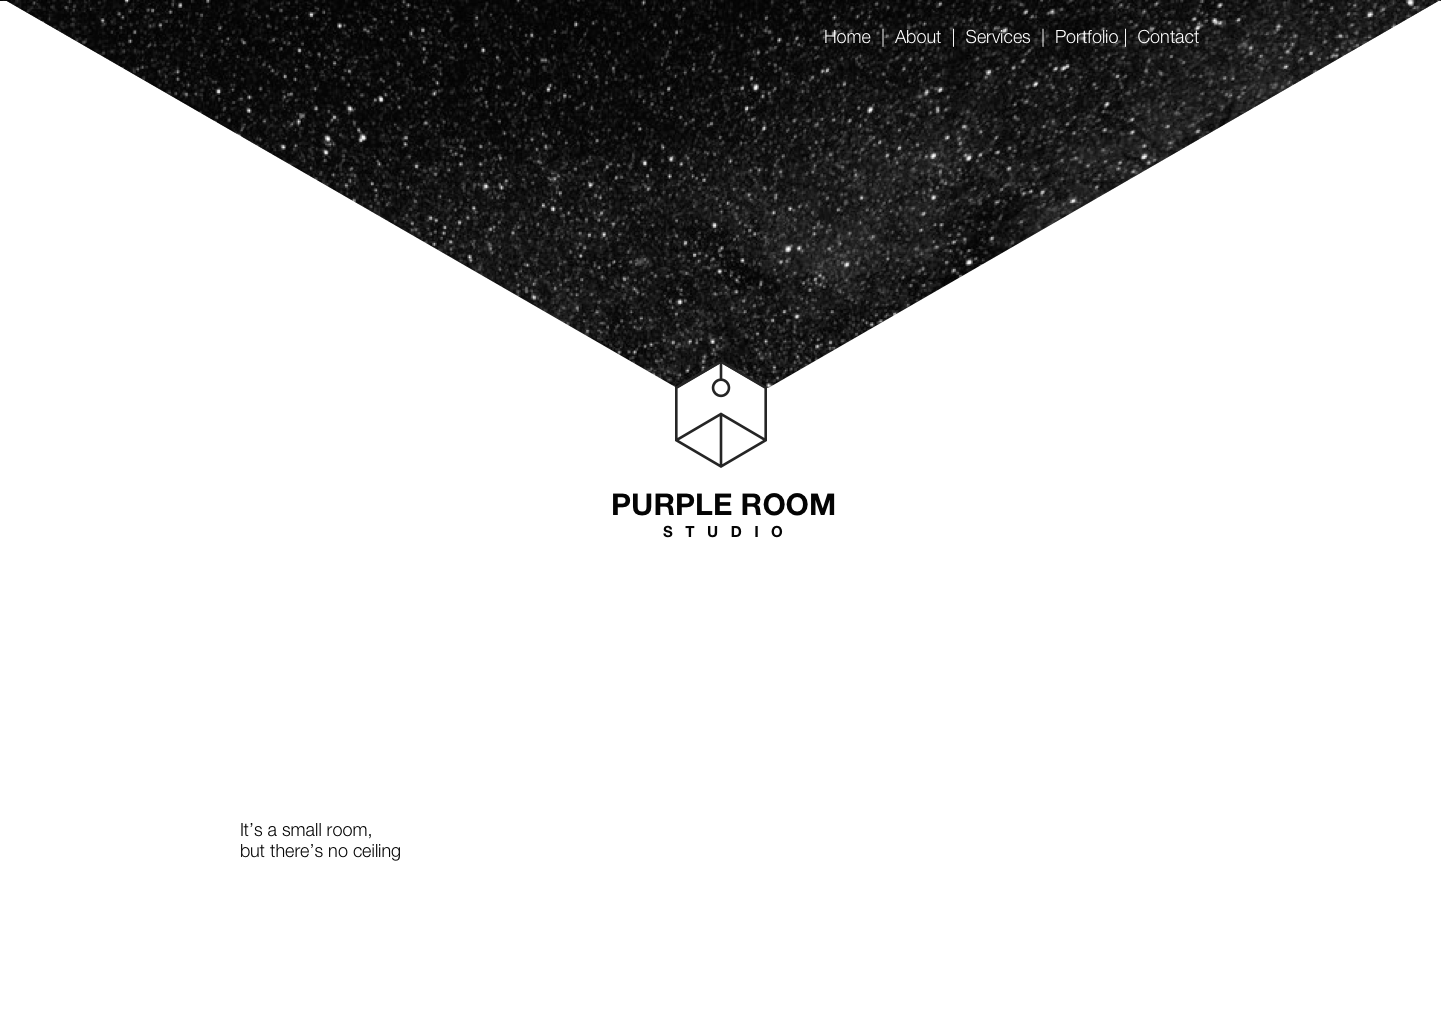 Home | About | Services | Portfolio | Contact
PURPLE ROOM
STUDIO
It’s a small room,
but there’s no ceiling